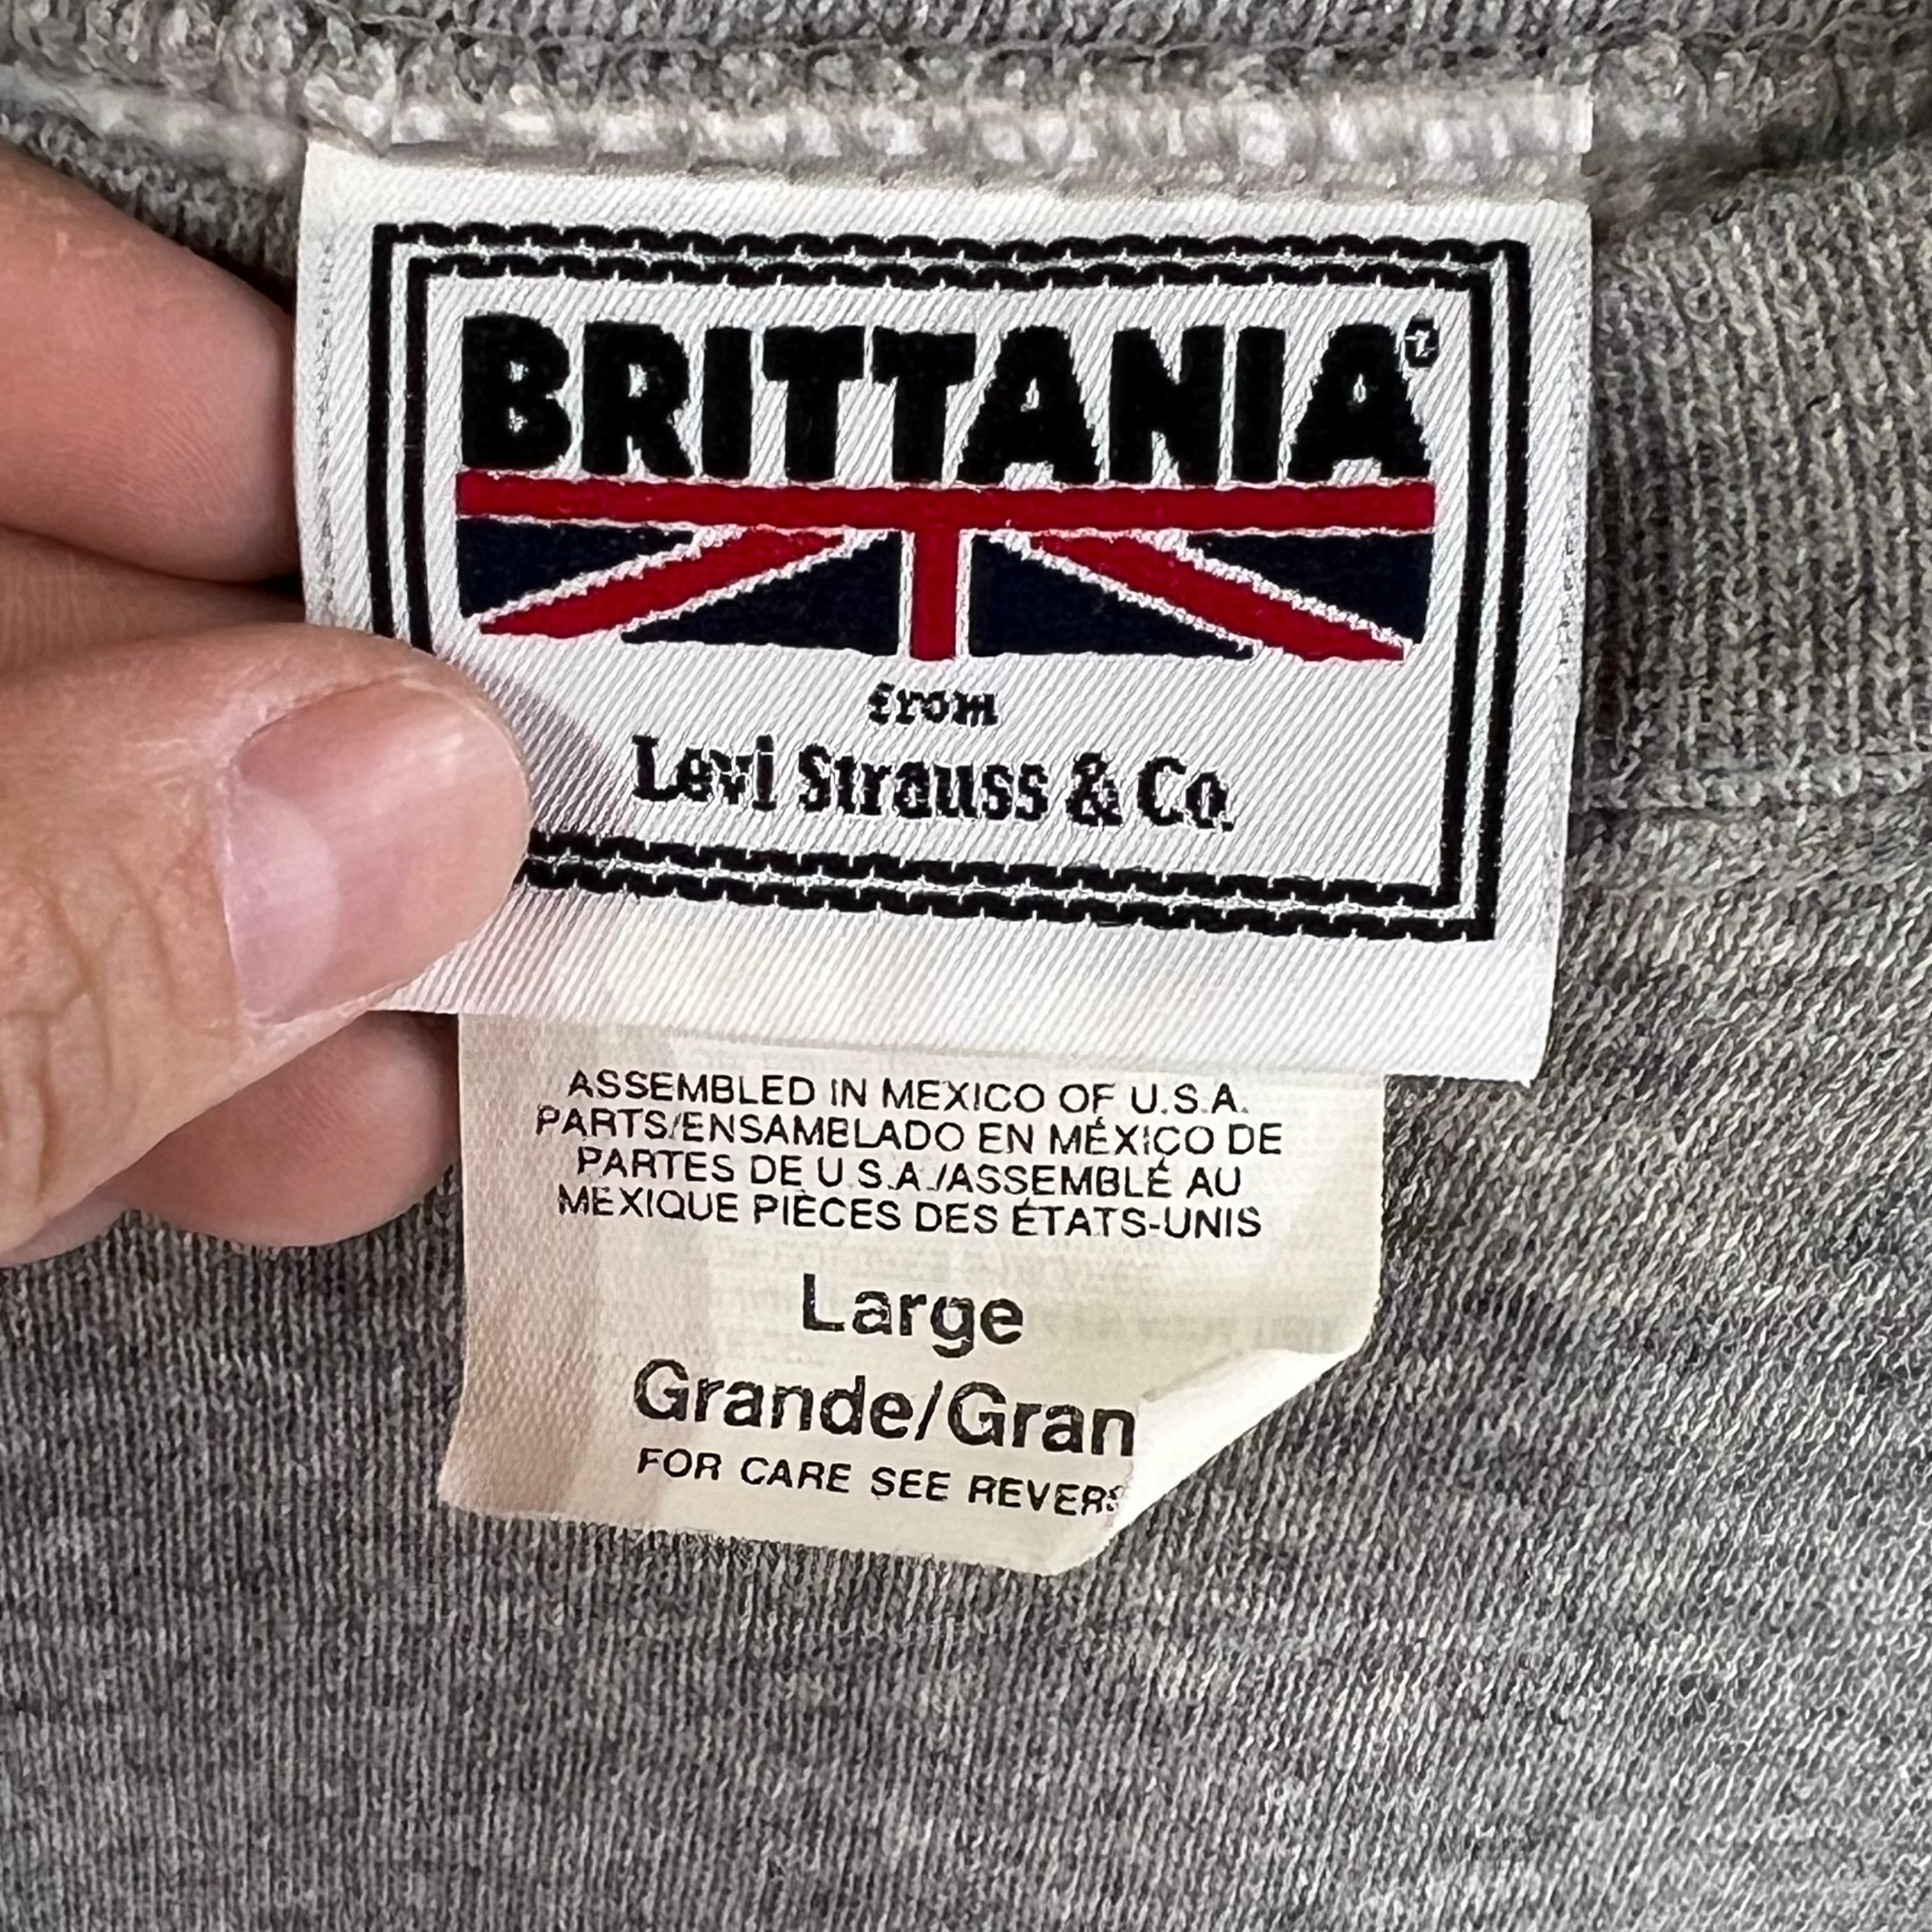 BRITTANIA®
from
Levi Strauss & Co.
ASSEMBLED IN MEXICO OF U.S.A.
PARTS/ENSAMBLADO EN MÉXICO DE
PARTES DE U.S.A./ASSEMBLÉ AU
MEXIQUE PIÈCES DES ÉTATS-UNIS
Large
Grande/Gran
FOR CARE SEE REVERS